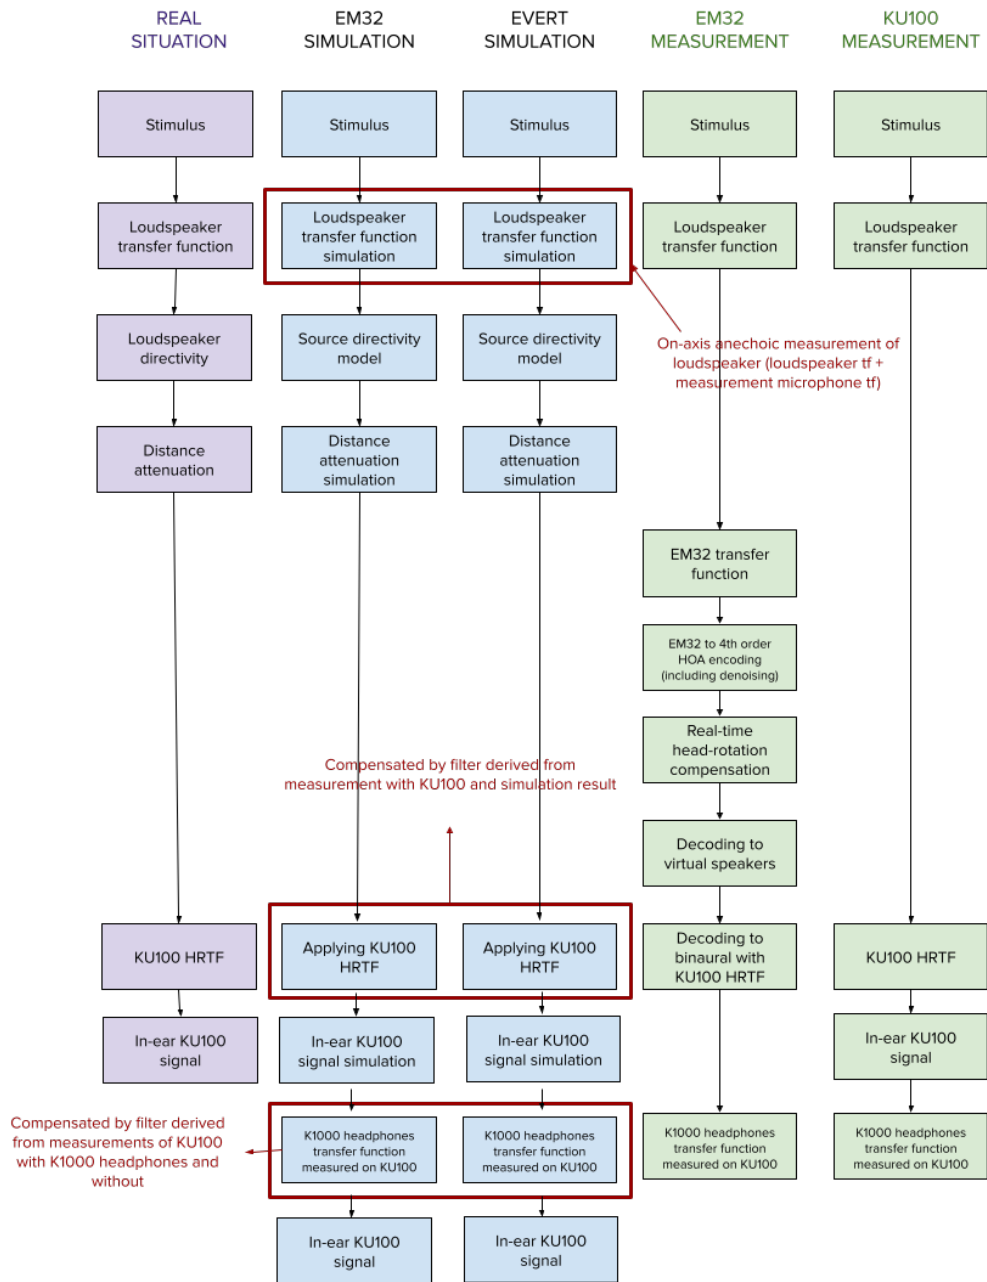 REAL
SITUATION
EM32
SIMULATION
EVERT
SIMULATION
EM32
MEASUREMENT
KU100
MEASUREMENT
Stimulus
Stimulus
Stimulus
Stimulus
Stimulus
Loudspeaker
transfer function
Loudspeaker
transfer function
simulation
Loudspeaker
transfer function
simulation
Loudspeaker
transfer function
Loudspeaker
transfer function
Loudspeaker
directivity
Source directivity
model
Source directivity
model
On-axis anechoic measurement of
loudspeaker (loudspeaker tf +
measurement microphone tf)
Distance
attenuation
Distance
attenuation
simulation
Distance
attenuation
simulation
EM32 transfer
function
EM32 to 4th order
HOA encoding
(including denoising)
Real-time
head-rotation
compensation
Compensated by filter derived from
measurement with KU100 and simulation result
Decoding to
virtual speakers
KU100 HRTF
Applying KU100
HRTF
Applying KU100
HRTF
Decoding to
binaural with
KU100 HRTF
KU100 HRTF
In-ear KU100
signal
In-ear KU100
signal simulation
In-ear KU100
signal simulation
In-ear KU100
signal
Compensated by filter derived
from measurements of KU100
with K1000 headphones and
without
K1000 headphones
transfer function
measured on KU100
K1000 headphones
transfer function
measured on KU100
K1000 headphones
transfer function
measured on KU100
K1000 headphones
transfer function
measured on KU100
In-ear KU100
signal
In-ear KU100
signal